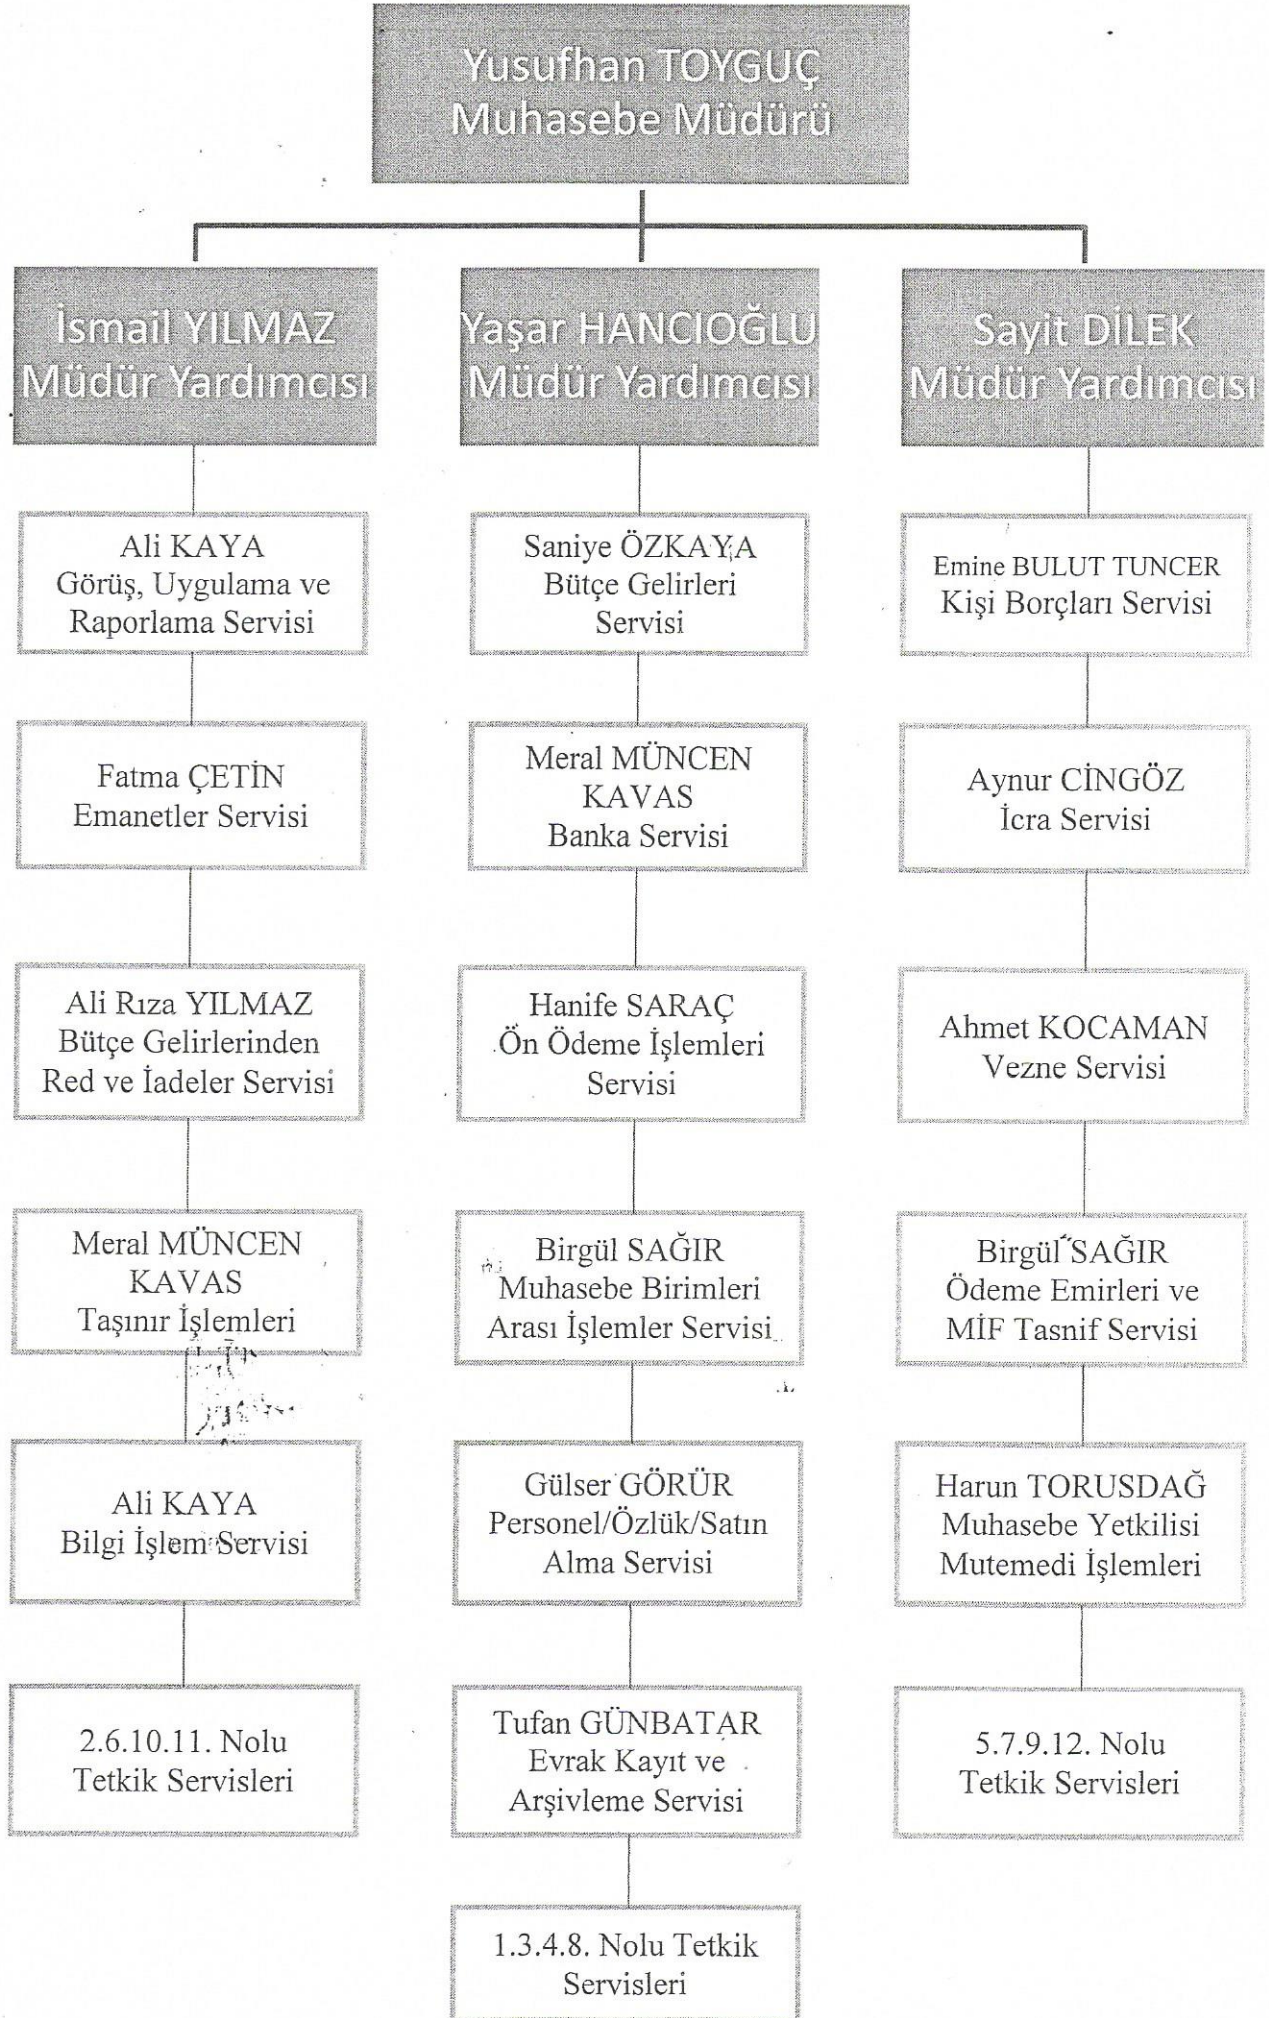 Yusufhan TOYGUÇ
Muhasebe Müdürü
İsmail YILMAZ
Müdür Yardımcısı
Yaşar HANCIOĞLU
Müdür Yardımcısı
Sayit DİLEK
Müdür Yardımcısı
Ali KAYA
Görüş, Uygulama ve
Raporlama Servisi
Saniye ÖZKAYA
Bütçe Gelirleri
Servisi
Emine BULUT TUNCER
Kişi Borçları Servisi
Fatma ÇETİN
Emanetler Servisi
Meral MÜNCEN
KAVAS
Banka Servisi
Aynur CİNGÖZ
İcra Servisi
Ali Rıza YILMAZ
Bütçe Gelirlerinden
Red ve İadeler Servisi
Hanife SARAÇ
Ön Ödeme İşlemleri
Servisi
Ahmet KOCAMAN
Vezne Servisi
Meral MÜNCEN
KAVAS
Taşınır İşlemleri
Birgül SAĞIR
Muhasebe Birimleri
Arası İşlemler Servisi
Birgül SAĞIR
Ödeme Emirleri ve
MİF Tasnif Servisi
Ali KAYA
Bilgi İşlem Servisi
Gülser GÖRÜR
Personel/Özlük/Satın
Alma Servisi
Harun TORUSDAĞ
Muhasebe Yetkilisi
Mutemedi İşlemleri
2.6.10.11. Nolu
Tetkik Servisleri
Tufan GÜNBATAR
Evrak Kayıt ve
Arşivleme Servisi
5.7.9.12. Nolu
Tetkik Servisleri
1.3.4.8. Nolu Tetkik
Servisleri